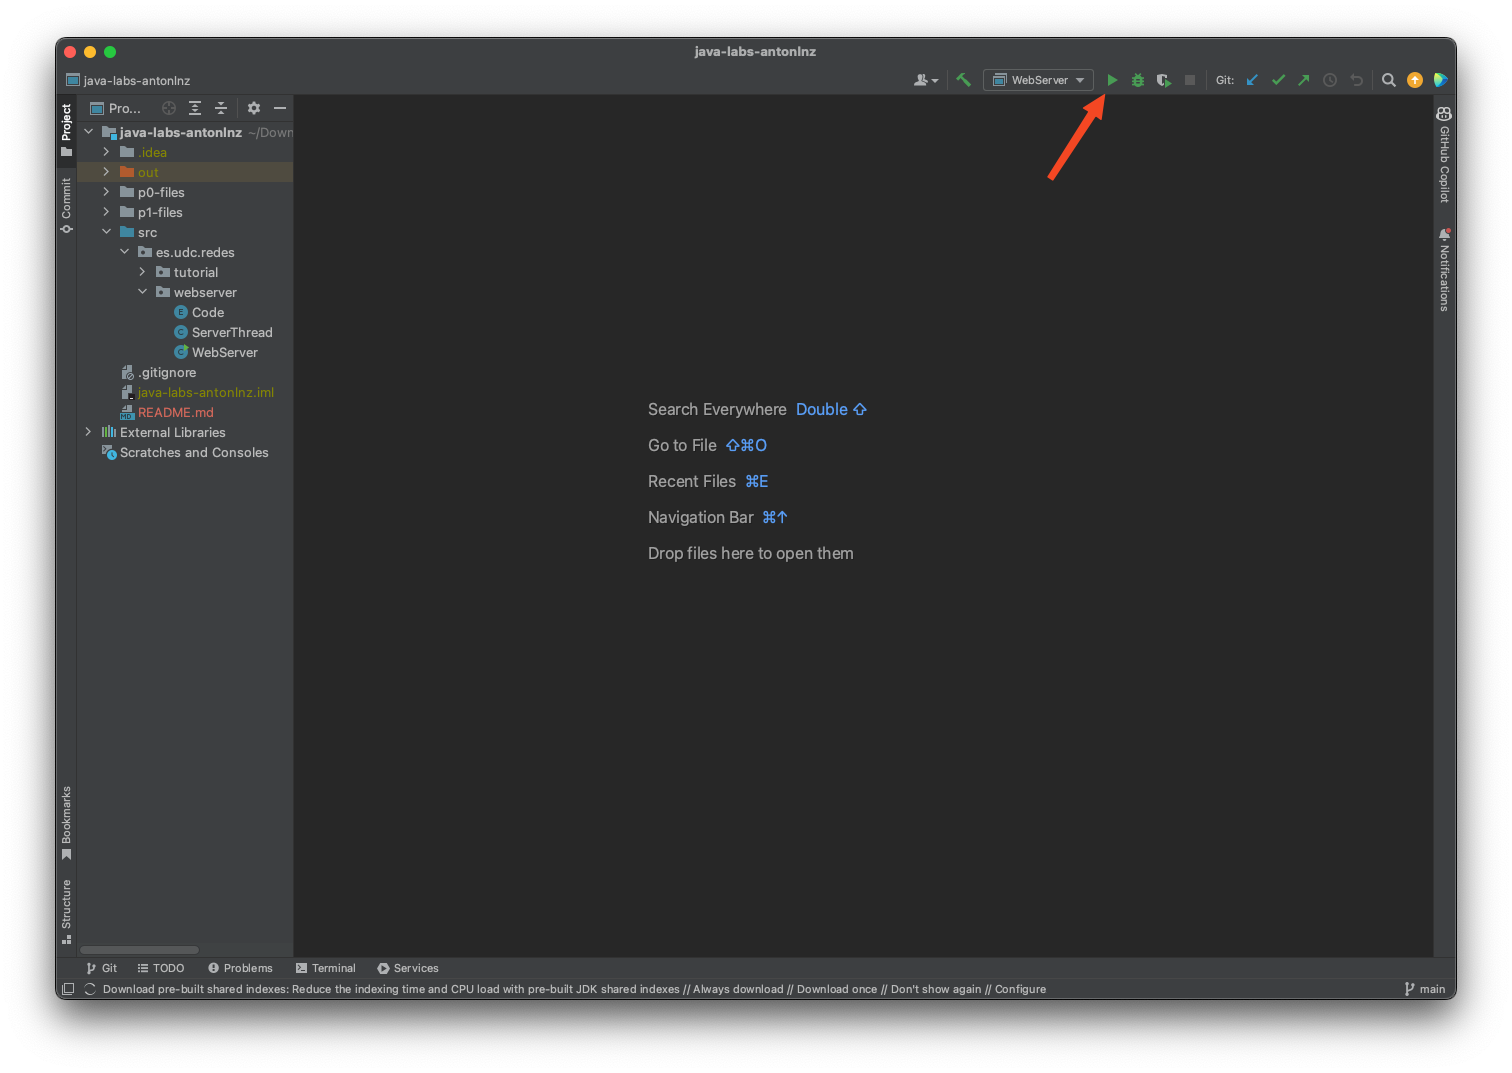 java-labs-antonlnz
java-labs-antonlnz
WebServer
Git:
Project
Commit
Bookmarks
Structure
Pro...
java-labs-antonlnz ~/Down
.idea
out
p0-files
p1-files
src
es.udc.redes
tutorial
webserver
E Code
C ServerThread
C WebServer
.gitignore
java-labs-antonlnz.iml
MD README.md
External Libraries
Scratches and Consoles
Search Everywhere Double ⇧
Go to File ⇧⌘O
Recent Files ⌘E
Navigation Bar ⌘↑
Drop files here to open them
GitHub Copilot
Notifications
Git TODO Problems Terminal Services
Download pre-built shared indexes: Reduce the indexing time and CPU load with pre-built JDK shared indexes // Always download // Download once // Don't show again // Configure
main